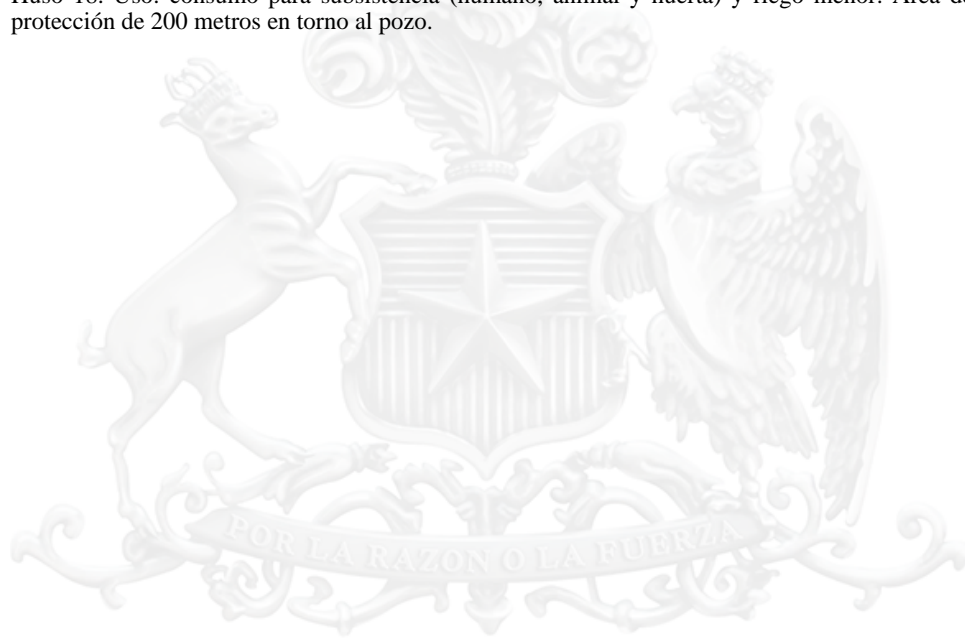 Huso 18. Uso: consumo para subsistencia (humano, animal y huerta) y riego menor. Área de
protección de 200 metros en torno al pozo.
POR LA RAZON O LA FUERZA